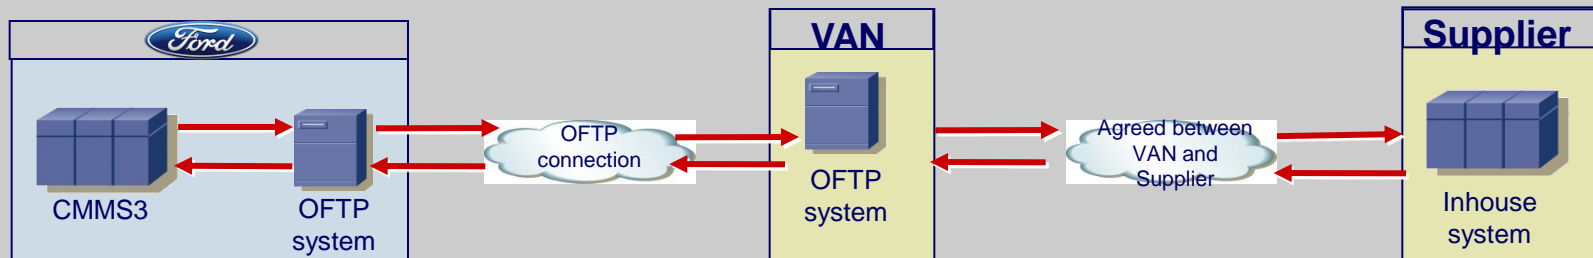 Ford
VAN
Supplier
CMMS3
OFTP
system
OFTP
connection
OFTP
system
Agreed between
VAN and
Supplier
Inhouse
system